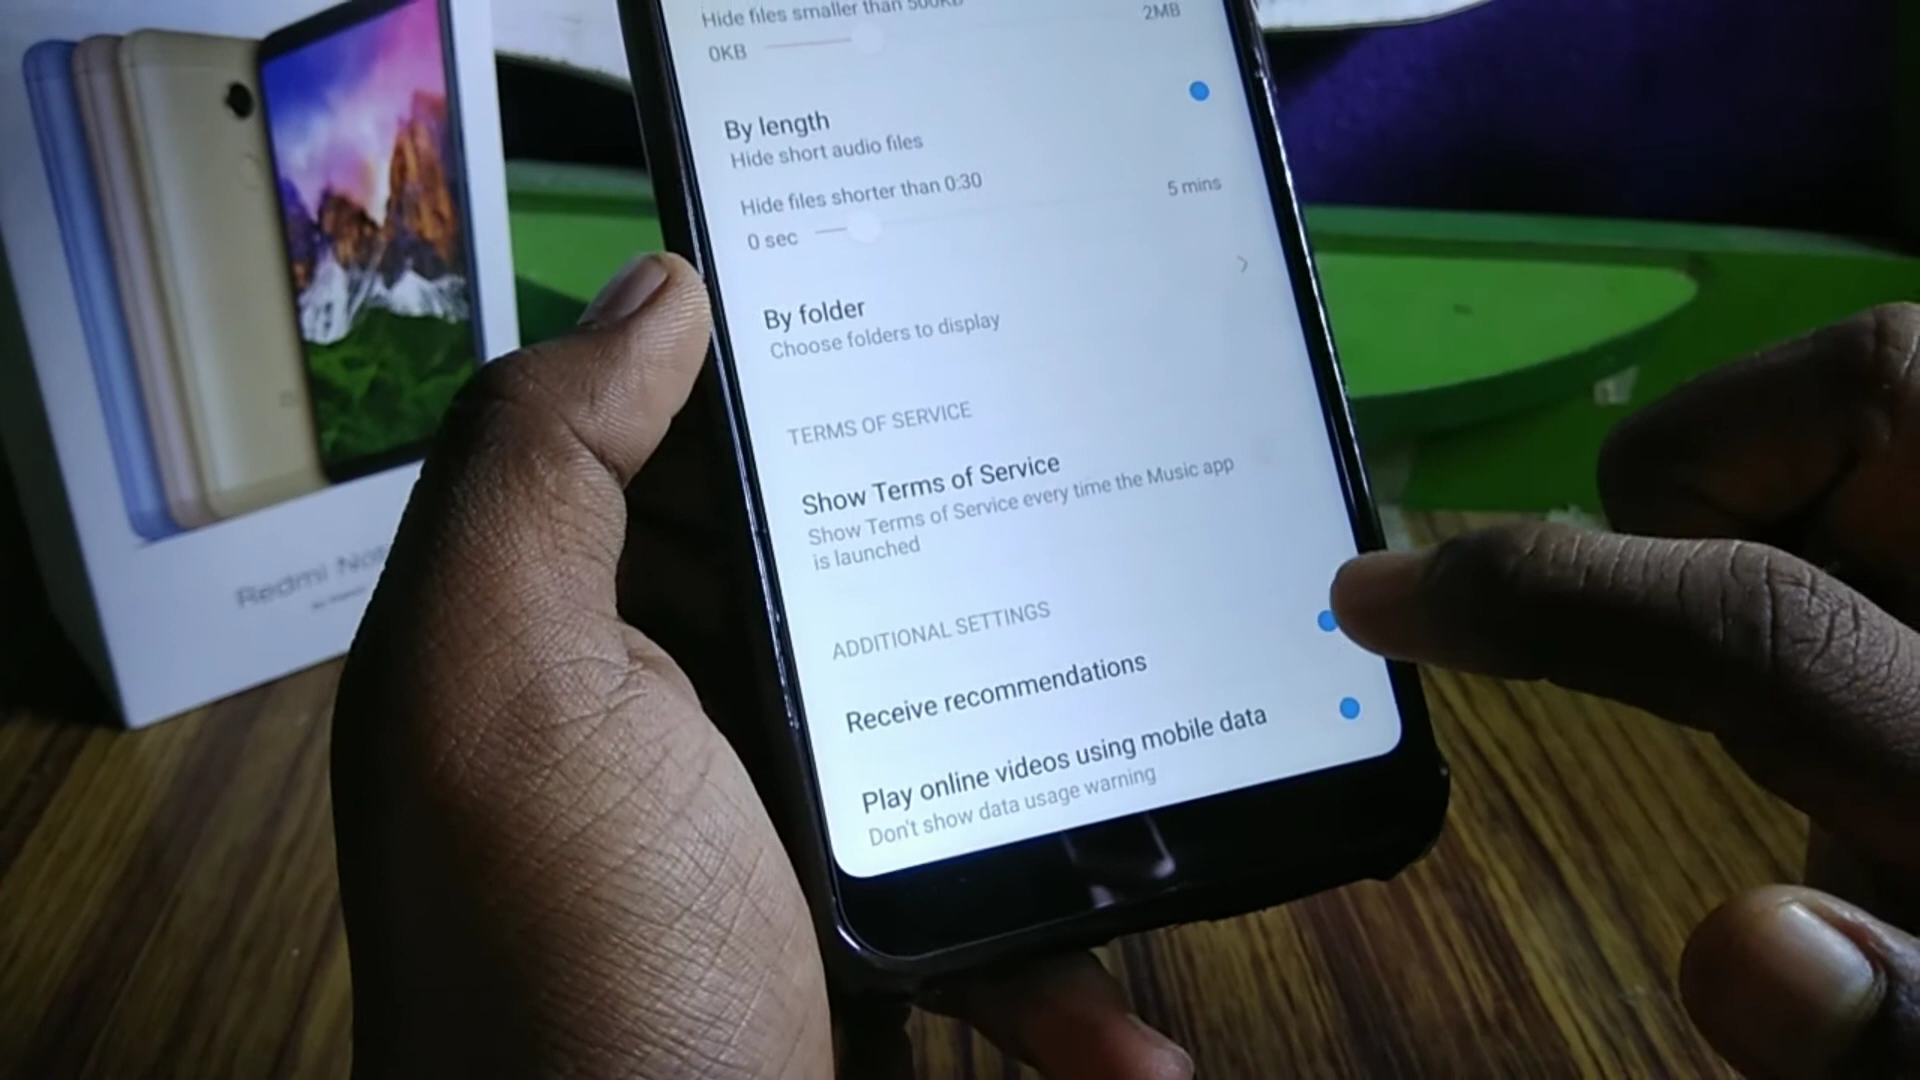 Hide files smaller than 500KB
0KB
2MB
By length
Hide short audio files
Hide files shorter than 0:30
0 sec
5 mins
By folder
Choose folders to display
TERMS OF SERVICE
Show Terms of Service
Show Terms of Service every time the Music app
is launched
ADDITIONAL SETTINGS
Receive recommendations
Play online videos using mobile data
Don't show data usage warning
Redmi